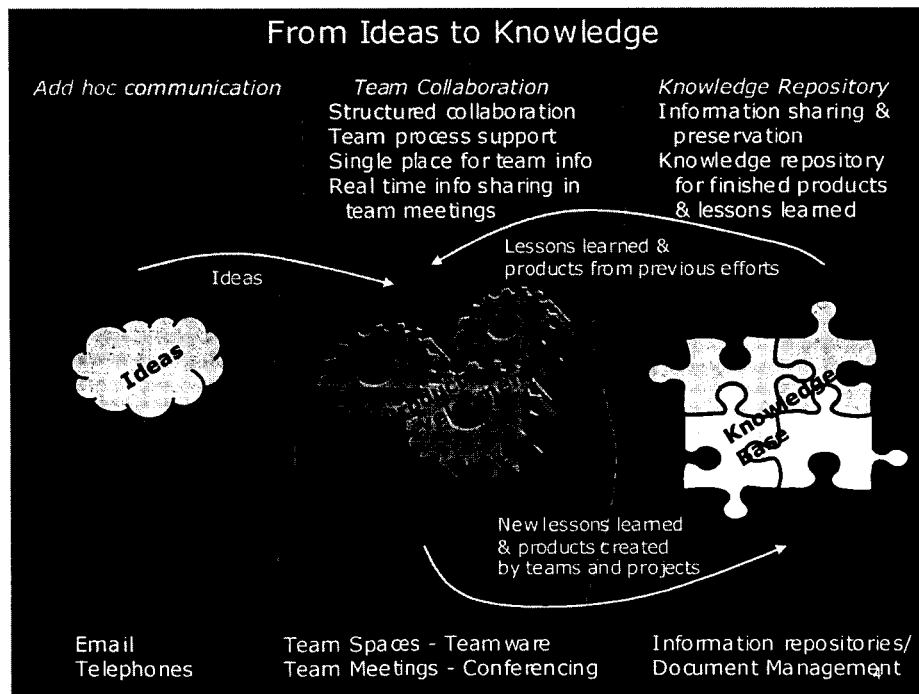 From Ideas to Knowledge
Add hoc communication
Team Collaboration
Structured collaboration
Team process support
Single place for team info
Real time info sharing in
team meetings
Knowledge Repository
Information sharing &
preservation
Knowledge repository
for finished products
& lessons learned
Ideas
Lessons learned &
products from previous efforts
Ideas
Knowledge
Base
New lessons learned
& products created
by teams and projects
Email
Telephones
Team Spaces - Teamware
Team Meetings - Conferencing
Information repositories/
Document Management
4